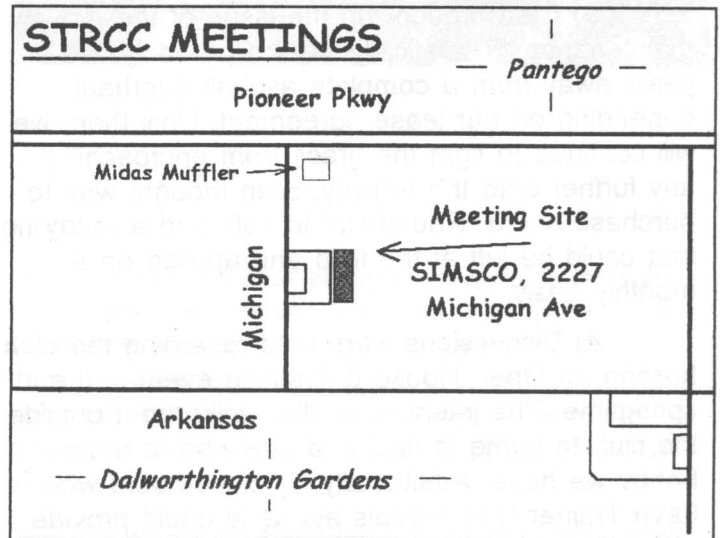 STRCC MEETINGS
Pantego
Pioneer Pkwy
Midas Muffler
Meeting Site
SIMSCO, 2227
Michigan Ave
Michigan
Arkansas
Dalworthington Gardens